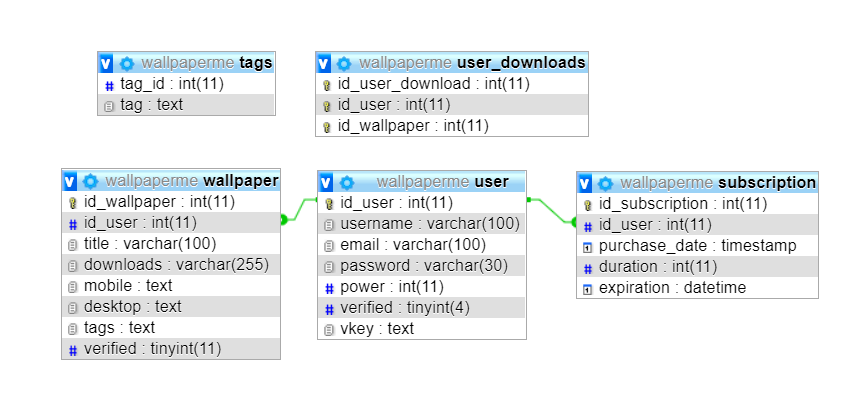 wallpaperme tags
tag_id : int(11)
tag : text
wallpaperme user_downloads
id_user_download : int(11)
id_user : int(11)
id_wallpaper : int(11)
wallpaperme wallpaper
id_wallpaper : int(11)
id_user : int(11)
title : varchar(100)
downloads : varchar(255)
mobile : text
desktop : text
tags : text
verified : tinyint(11)
wallpaperme user
id_user : int(11)
username : varchar(100)
email : varchar(100)
password : varchar(30)
power : int(11)
verified : tinyint(4)
vkey : text
wallpaperme subscription
id_subscription : int(11)
id_user : int(11)
purchase_date : timestamp
duration : int(11)
expiration : datetime